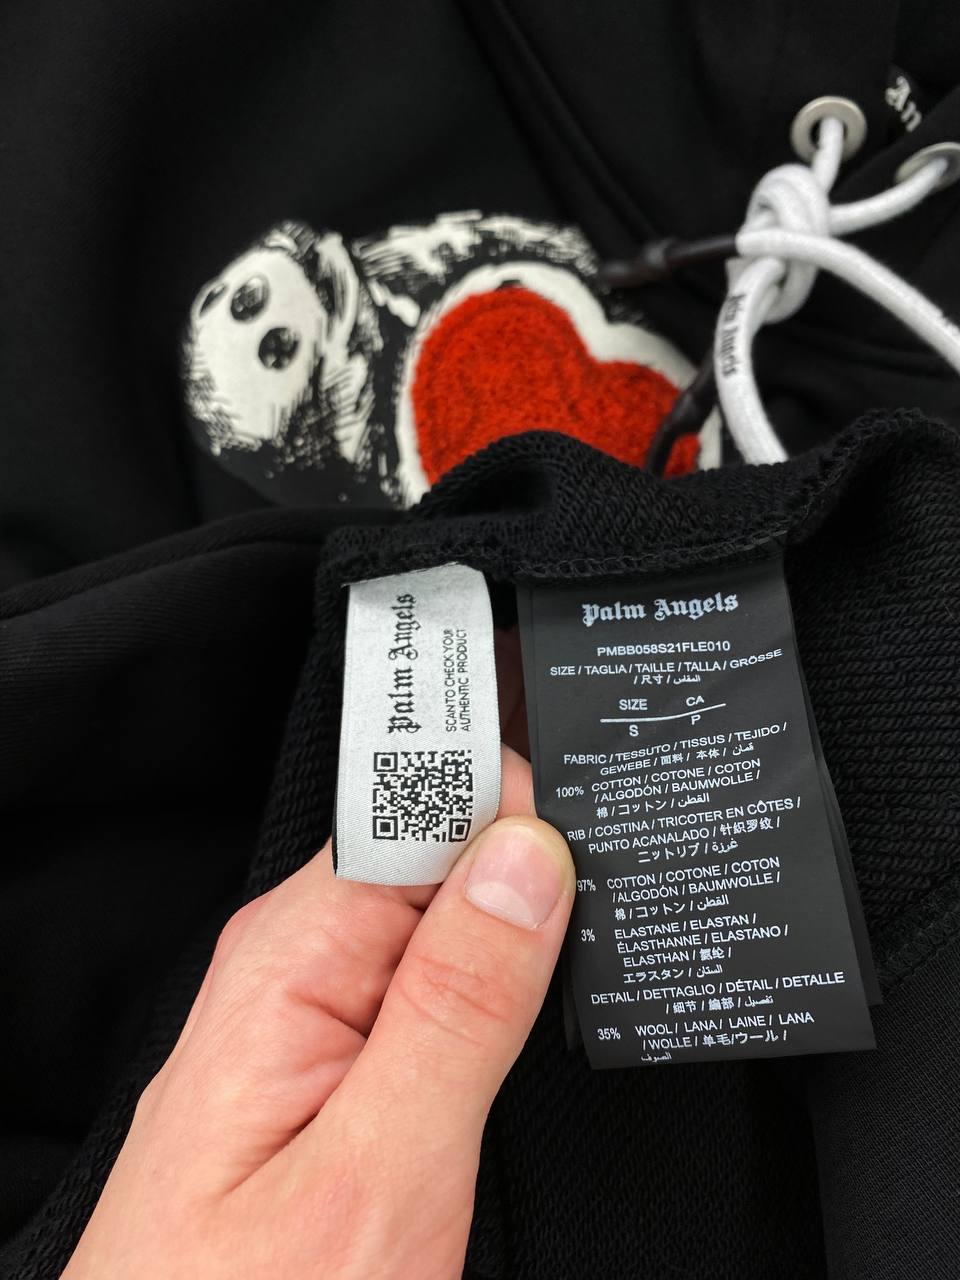 An
Palm Angels
Palm Angels
SCAN TO CHECK YOUR
AUTHENTIC PRODUCT
Palm Angels
PMBB058S21FLE010
SIZE / TAGLIA / TAILLE / TALLA / GRÖSSE
/ 尺寸 / المقاس
SIZE CA
S P
FABRIC / TESSUTO / TISSUS / TEJIDO /
GEWEBE / 面料 / 本体 / قماش
100% COTTON / COTONE / COTON
/ ALGODÓN / BAUMWOLLE /
棉 / コットン / القطن
RIB / COSTINA / TRICOTER EN CÔTES /
PUNTO ACANALADO / 针织罗纹 /
ニットリブ / غرزة
97% COTTON / COTONE / COTON
/ ALGODÓN / BAUMWOLLE /
棉 / コットン / القطن
3% ELASTANE / ELASTAN /
ÉLASTHANNE / ELASTANO /
ELASTHAN / 氨纶 /
エラスタン / الستان
DETAIL / DETTAGLIO / DÉTAIL / DETALLE
/ 细节 / 編部 / تفصيل
35% WOOL / LANA / LAINE / LANA
/ WOLLE / 单毛/ウール /
الصوف